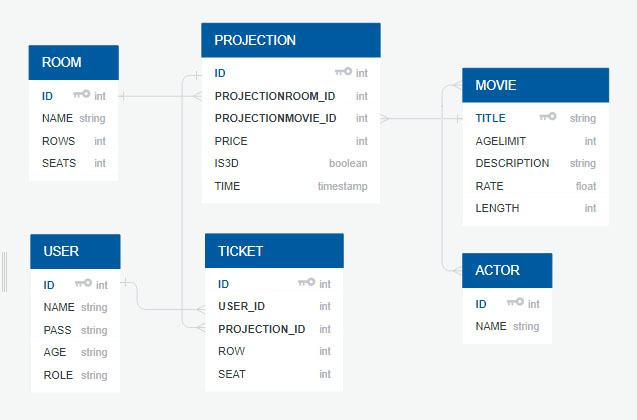 ROOM
ID int
NAME string
ROWS int
SEATS int
PROJECTION
ID int
PROJECTIONROOM_ID int
PROJECTIONMOVIE_ID int
PRICE int
IS3D boolean
TIME timestamp
MOVIE
TITLE string
AGELIMIT int
DESCRIPTION string
RATE float
LENGTH int
USER
ID int
NAME string
PASS string
AGE string
ROLE string
TICKET
ID int
USER_ID int
PROJECTION_ID int
ROW int
SEAT int
ACTOR
ID int
NAME string